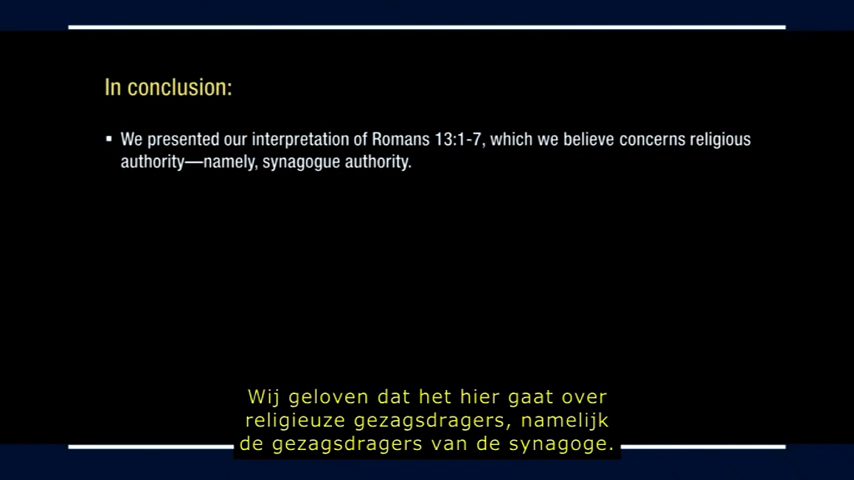 In conclusion:
▪ We presented our interpretation of Romans 13:1-7, which we believe concerns religious
authority—namely, synagogue authority.
Wij geloven dat het hier gaat over
religieuze gezagsdragers, namelijk
de gezagsdragers van de synagoge.